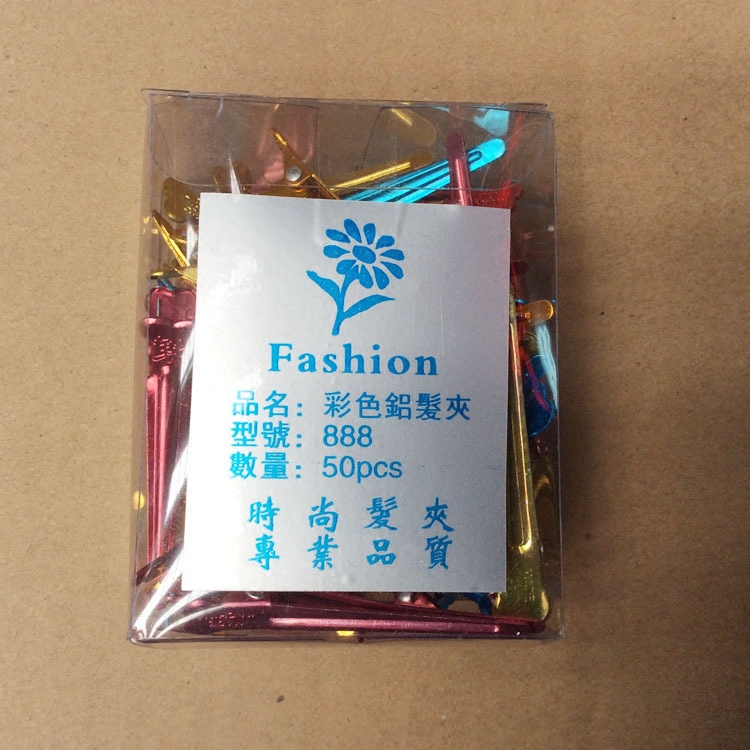 Fashion
品名: 彩色鋁髮夾
型號: 888
數量: 50pcs
時尚髮夾
專業品質